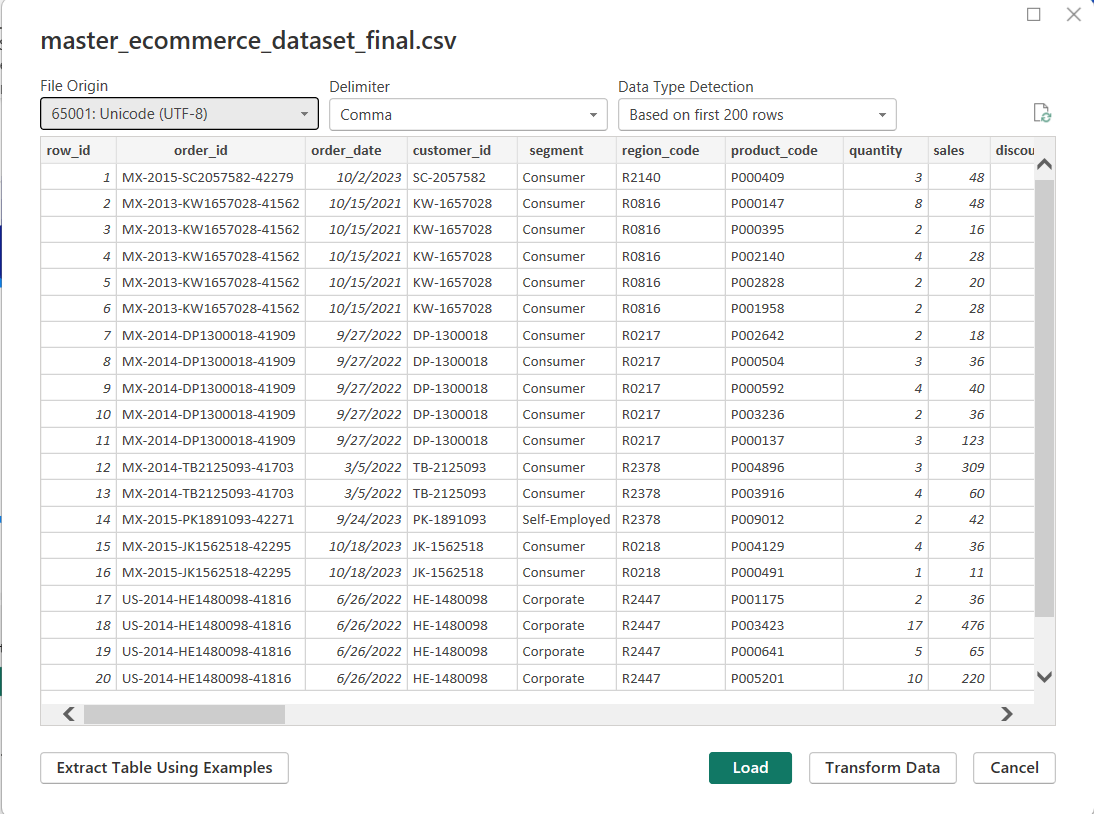 master_ecommerce_dataset_final.csv
File Origin Delimiter Data Type Detection
65001: Unicode (UTF-8) Comma Based on first 200 rows
row_id order_id order_date customer_id segment region_code product_code quantity sales discou
1 MX-2015-SC2057582-42279 10/2/2023 SC-2057582 Consumer R2140 P000409 3 48
2 MX-2013-KW1657028-41562 10/15/2021 KW-1657028 Consumer R0816 P000147 8 48
3 MX-2013-KW1657028-41562 10/15/2021 KW-1657028 Consumer R0816 P000395 2 16
4 MX-2013-KW1657028-41562 10/15/2021 KW-1657028 Consumer R0816 P002140 4 28
5 MX-2013-KW1657028-41562 10/15/2021 KW-1657028 Consumer R0816 P002828 2 20
6 MX-2013-KW1657028-41562 10/15/2021 KW-1657028 Consumer R0816 P001958 2 28
7 MX-2014-DP1300018-41909 9/27/2022 DP-1300018 Consumer R0217 P002642 2 18
8 MX-2014-DP1300018-41909 9/27/2022 DP-1300018 Consumer R0217 P000504 3 36
9 MX-2014-DP1300018-41909 9/27/2022 DP-1300018 Consumer R0217 P000592 4 40
10 MX-2014-DP1300018-41909 9/27/2022 DP-1300018 Consumer R0217 P003236 2 36
11 MX-2014-DP1300018-41909 9/27/2022 DP-1300018 Consumer R0217 P000137 3 123
12 MX-2014-TB2125093-41703 3/5/2022 TB-2125093 Consumer R2378 P004896 3 309
13 MX-2014-TB2125093-41703 3/5/2022 TB-2125093 Consumer R2378 P003916 4 60
14 MX-2015-PK1891093-42271 9/24/2023 PK-1891093 Self-Employed R2378 P009012 2 42
15 MX-2015-JK1562518-42295 10/18/2023 JK-1562518 Consumer R0218 P004129 4 36
16 MX-2015-JK1562518-42295 10/18/2023 JK-1562518 Consumer R0218 P000491 1 11
17 US-2014-HE1480098-41816 6/26/2022 HE-1480098 Corporate R2447 P001175 2 36
18 US-2014-HE1480098-41816 6/26/2022 HE-1480098 Corporate R2447 P003423 17 476
19 US-2014-HE1480098-41816 6/26/2022 HE-1480098 Corporate R2447 P000641 5 65
20 US-2014-HE1480098-41816 6/26/2022 HE-1480098 Corporate R2447 P005201 10 220
Extract Table Using Examples Load Transform Data Cancel